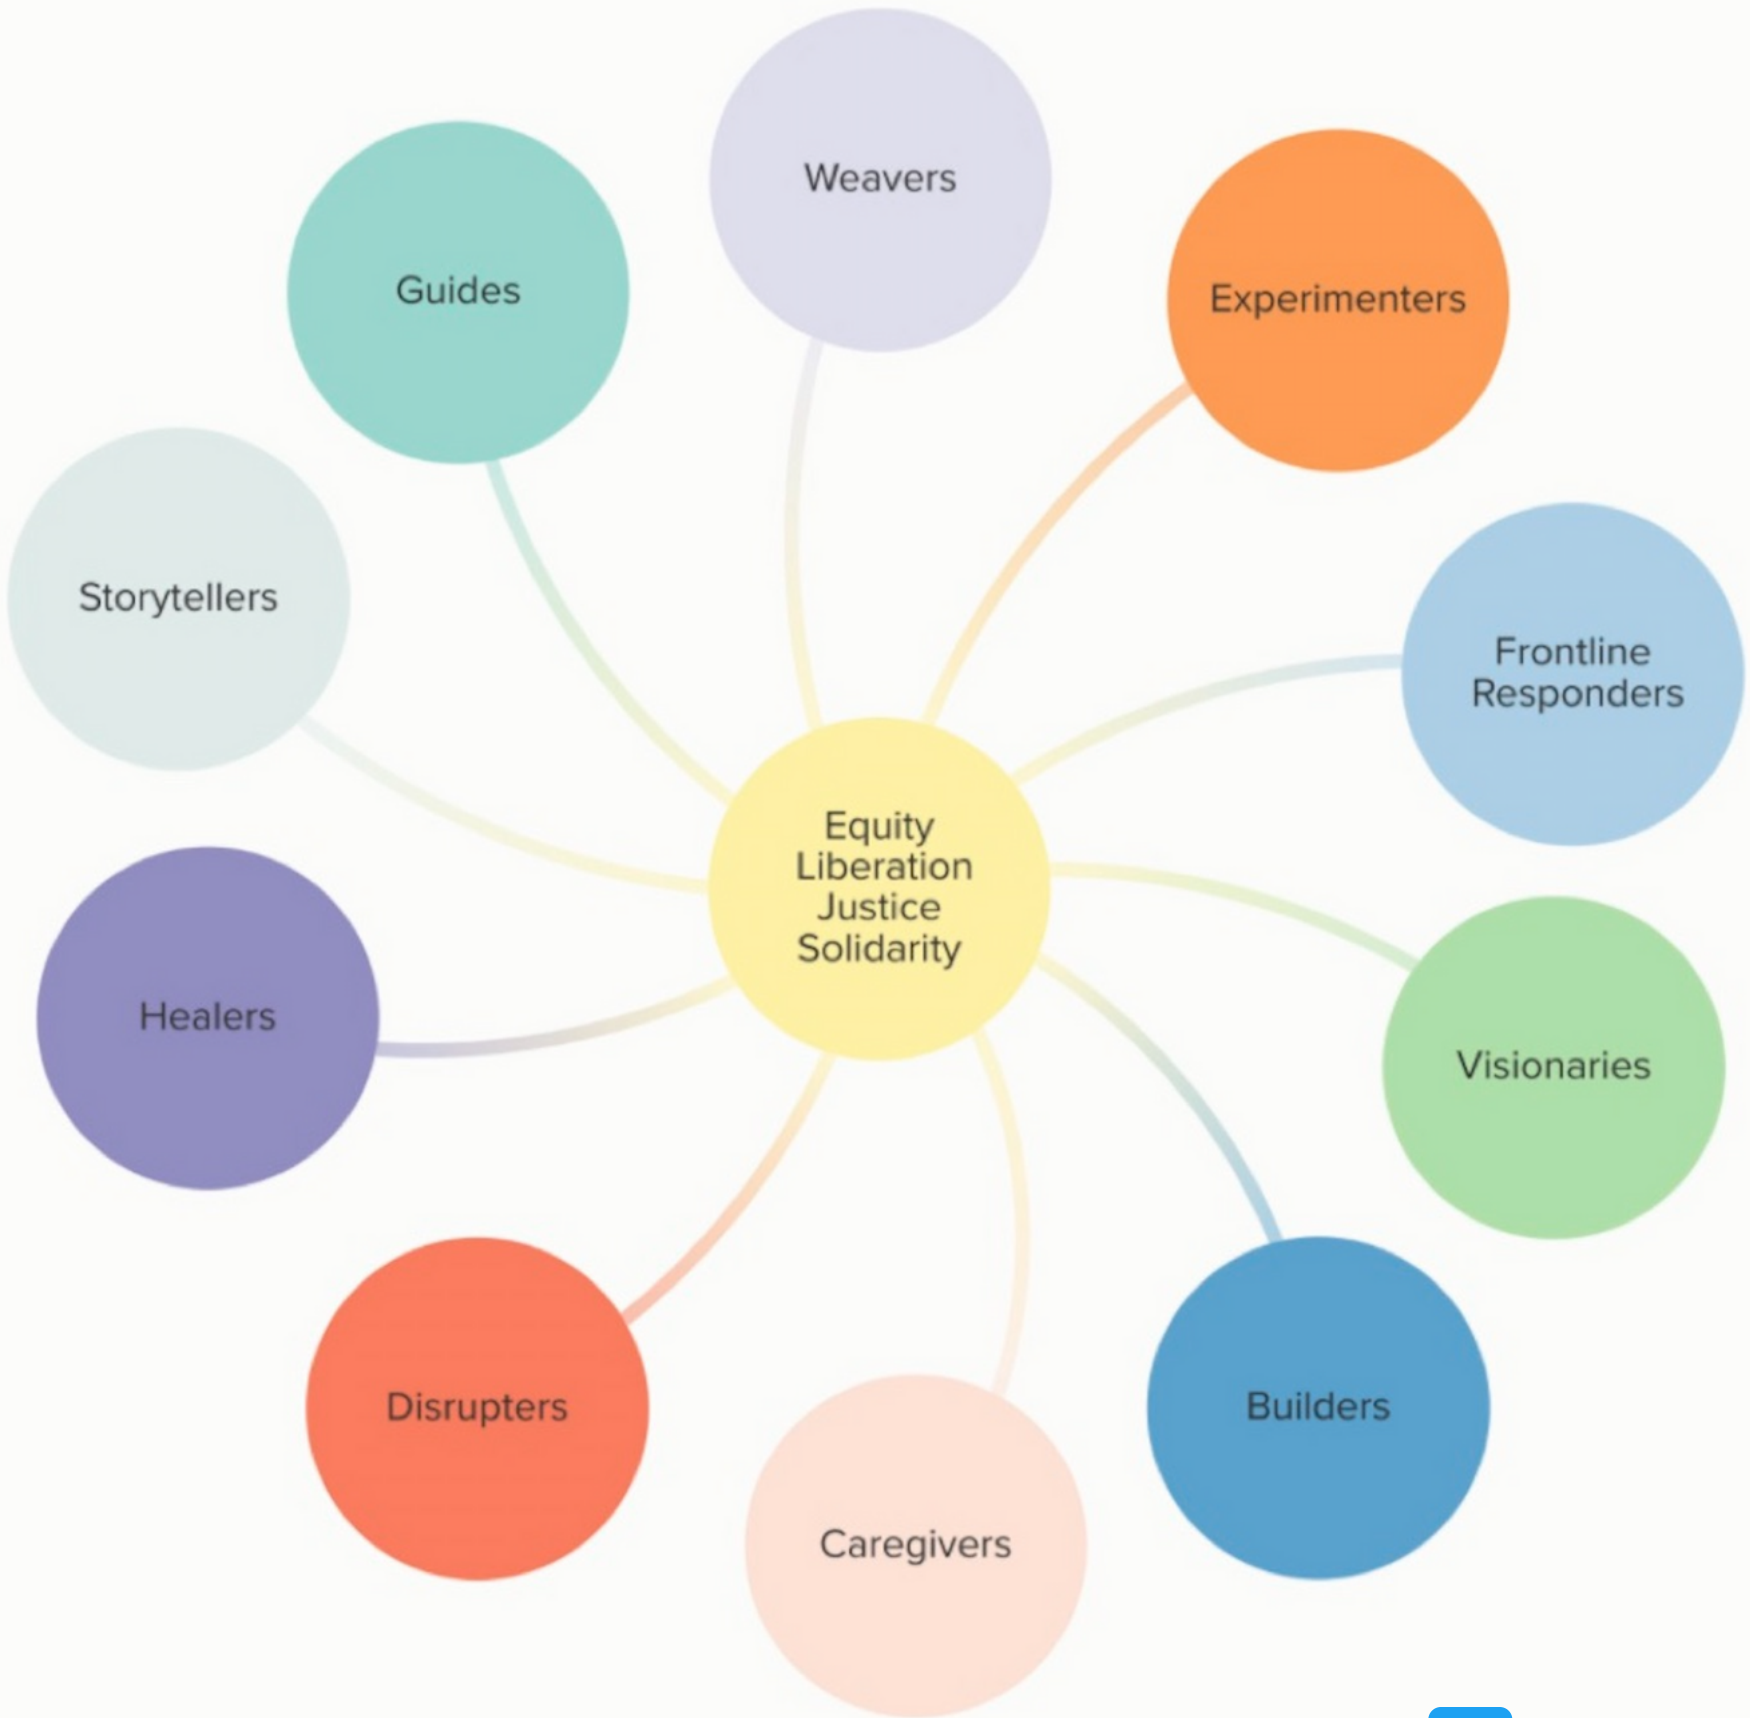 Weavers
Guides
Experimenters
Storytellers
Frontline
Responders
Equity
Liberation
Justice
Solidarity
Healers
Visionaries
Disrupters
Builders
Caregivers